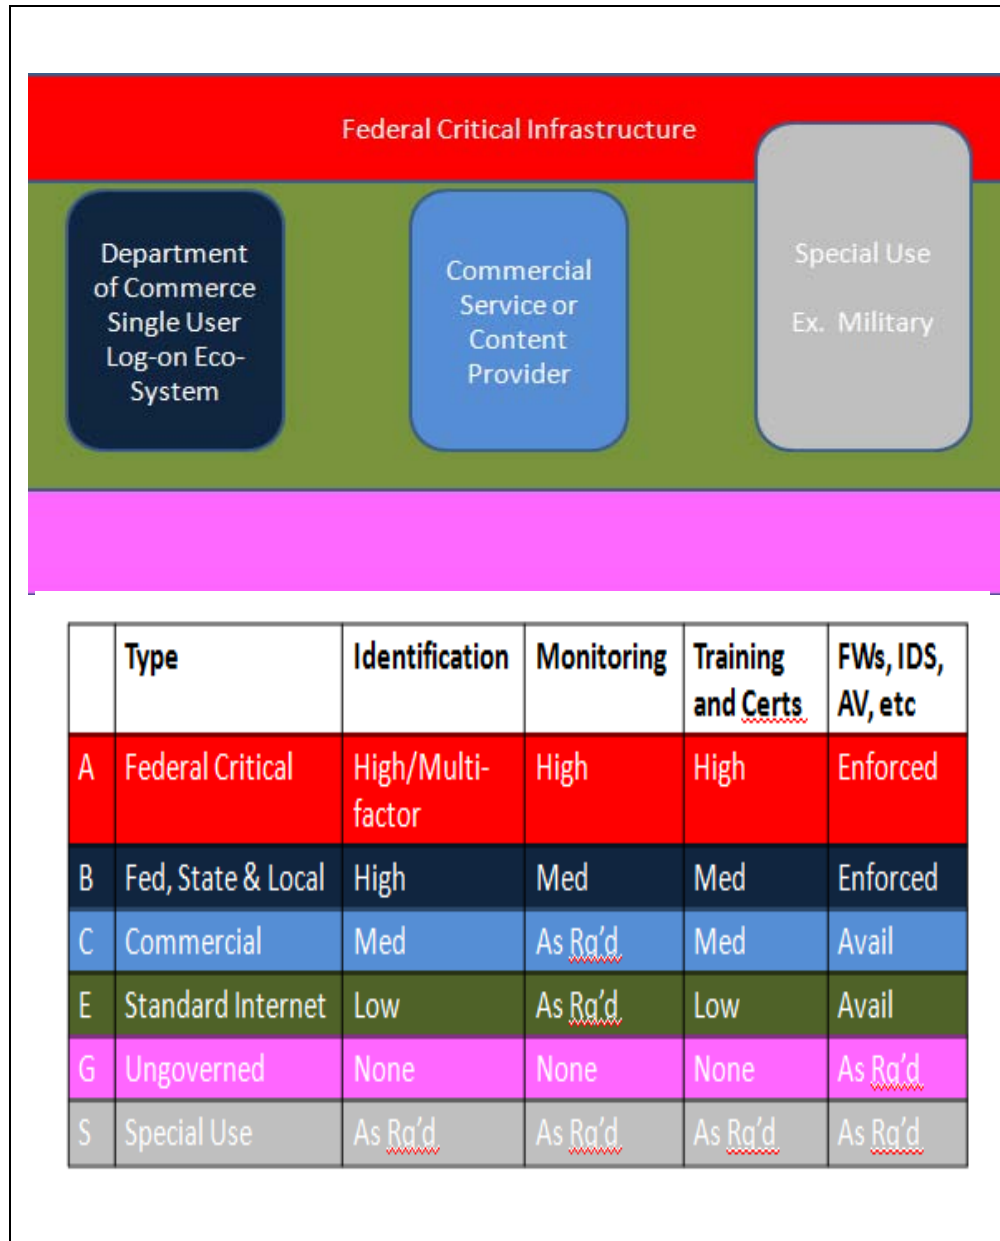 Federal Critical Infrastructure
Department
of Commerce
Single User
Log-on Eco-
System
Commercial
Service or
Content
Provider
Special Use
Ex. Military
Type Identification Monitoring Training and Certs FWs, IDS, AV, etc
A Federal Critical High/Multi-factor High High Enforced
B Fed, State & Local High Med Med Enforced
C Commercial Med As Rq'd Med Avail
E Standard Internet Low As Rq'd Low Avail
G Ungoverned None None None As Rq'd
S Special Use As Rq'd As Rq'd As Rq'd As Rq'd